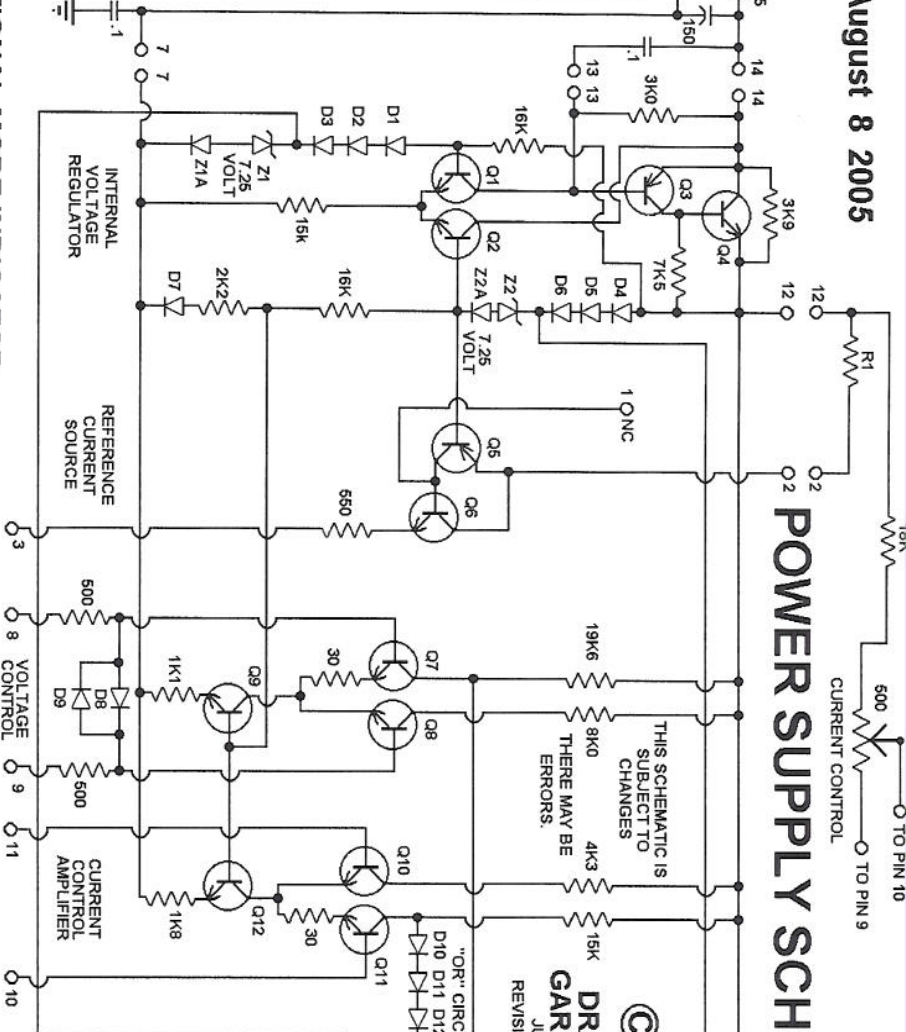 August 8 2005
POWER SUPPLY SCH
150
.1
7
7
14
14
13
13
.1
3K0
16K
D1
D2
D3
Z1
7.25
VOLT
Z1A
INTERNAL
VOLTAGE
REGULATOR
Q1
Q2
Q3
Q4
3K9
7K5
15k
D7
2K2
16K
Z2A
Z2
7.25
VOLT
D6
D5
D4
12
12
R1
1
NC
2
2
Q5
Q6
550
3
REFERENCE
CURRENT
SOURCE
500
CURRENT CONTROL
TO PIN 10
TO PIN 9
19K6
8K0
THIS SCHEMATIC IS
SUBJECT TO
CHANGES
THERE MAY BE
ERRORS.
4K3
15K
Q7
Q8
30
Q9
1K1
500
D8
D9
500
8
VOLTAGE
CONTROL
9
Q10
Q11
30
Q12
1K8
11
CURRENT
CONTROL
AMPLIFIER
10
D10
D11
D12
"OR" CIRC
©
DR
GAR
REVISI